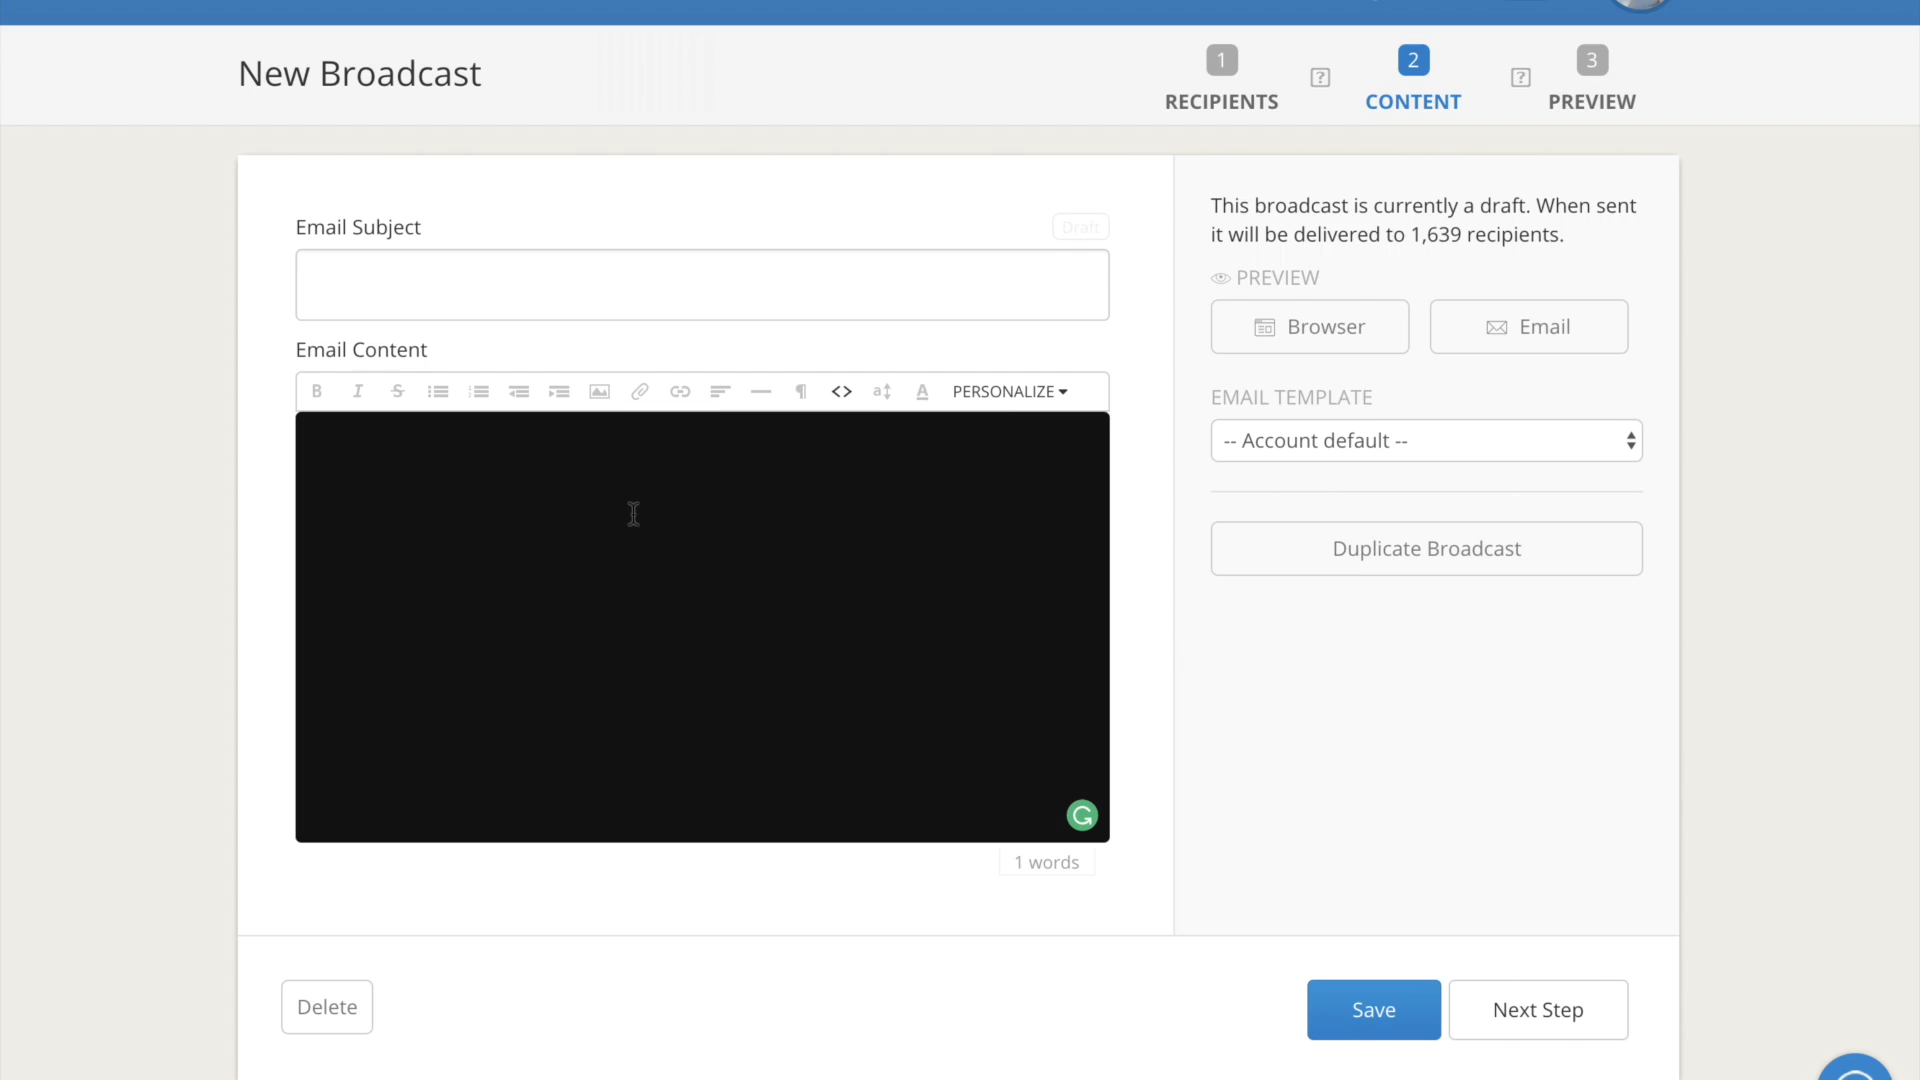 New Broadcast
1
RECIPIENTS
?
2
CONTENT
?
3
PREVIEW
Email Subject
Draft
Email Content
B I S ¶ <> a A PERSONALIZE
G
1 words
This broadcast is currently a draft. When sent
it will be delivered to 1,639 recipients.
PREVIEW
Browser
Email
EMAIL TEMPLATE
-- Account default --
Duplicate Broadcast
Delete
Save
Next Step